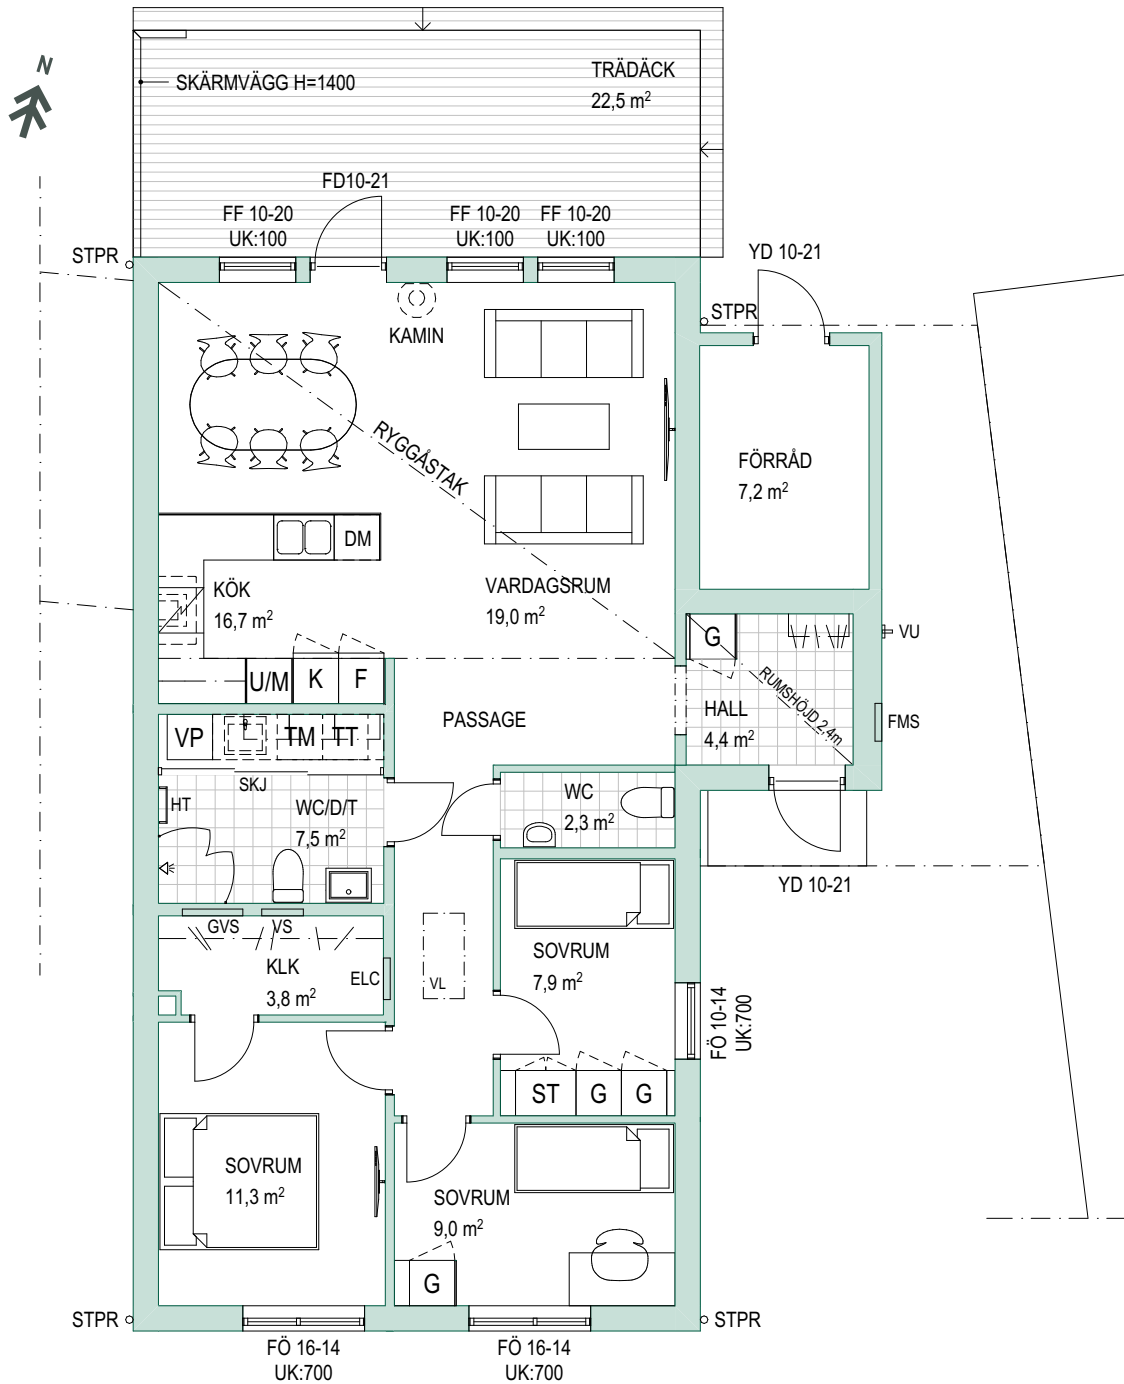 N
SKÄRMVÄGG H=1400
TRÄDÄCK
22,5 m²
FD10-21
FF 10-20
UK:100
FF 10-20
UK:100
FF 10-20
UK:100
STPR
YD 10-21
STPR
KAMIN
RYGGÅSTAK
FÖRRÅD
7,2 m²
DM
KÖK
16,7 m²
VARDAGSRUM
19,0 m²
U/M
K
F
G
VU
RUMSHÖJD 2,4m
HALL
4,4 m²
FMS
PASSAGE
VP
TM
TT
SKJ
HT
WC/D/T
7,5 m²
WC
2,3 m²
YD 10-21
GVS
VS
KLK
3,8 m²
ELC
VL
SOVRUM
7,9 m²
FÖ 10-14
UK:700
ST
G
G
SOVRUM
11,3 m²
SOVRUM
9,0 m²
G
STPR
STPR
FÖ 16-14
UK:700
FÖ 16-14
UK:700